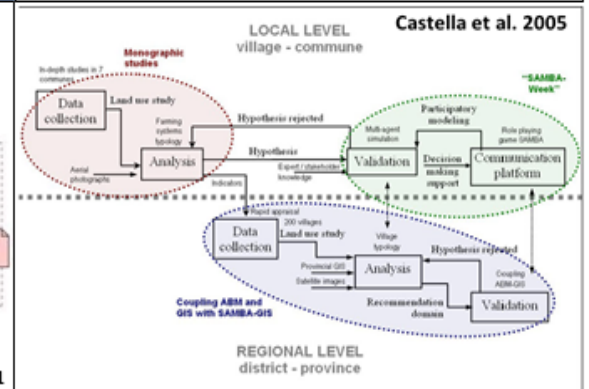 LOCAL LEVEL
village - commune
Castella et al. 2005
Monographic
studies
In-depth studies in 7
communes
Data
collection
Land use study
Farming
systems
typology
Analysis
Aerial
photographs
Hypothesis rejected
Hypothesis
Expert / stakeholder
knowledge
Indicators
"SAMBA-
Week"
Participatory
modeling
Multi-agent
simulation
Role playing
game SAMBA
Validation
Decision
making
support
Communication
platform
Rapid appraisal
200 villages
Data
collection
Land use study
Village
typology
Provincial GIS
Satellite images
Analysis
Hypothesis rejected
Coupling
ABM-GIS
Recommendation
domain
Validation
Coupling ABM and
GIS with SAMBA-GIS
REGIONAL LEVEL
district - province
1